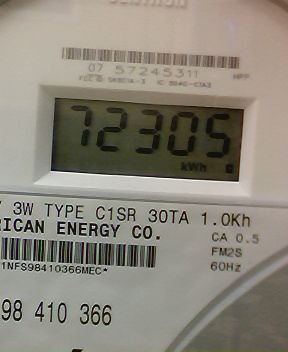 07 57245311
72305
kWh
3W TYPE C1SR 30TA 1.0Kh
RICAN ENERGY CO.
CA 0.5
FM2S
60Hz
1NFS98410366MEC*
98 410 366